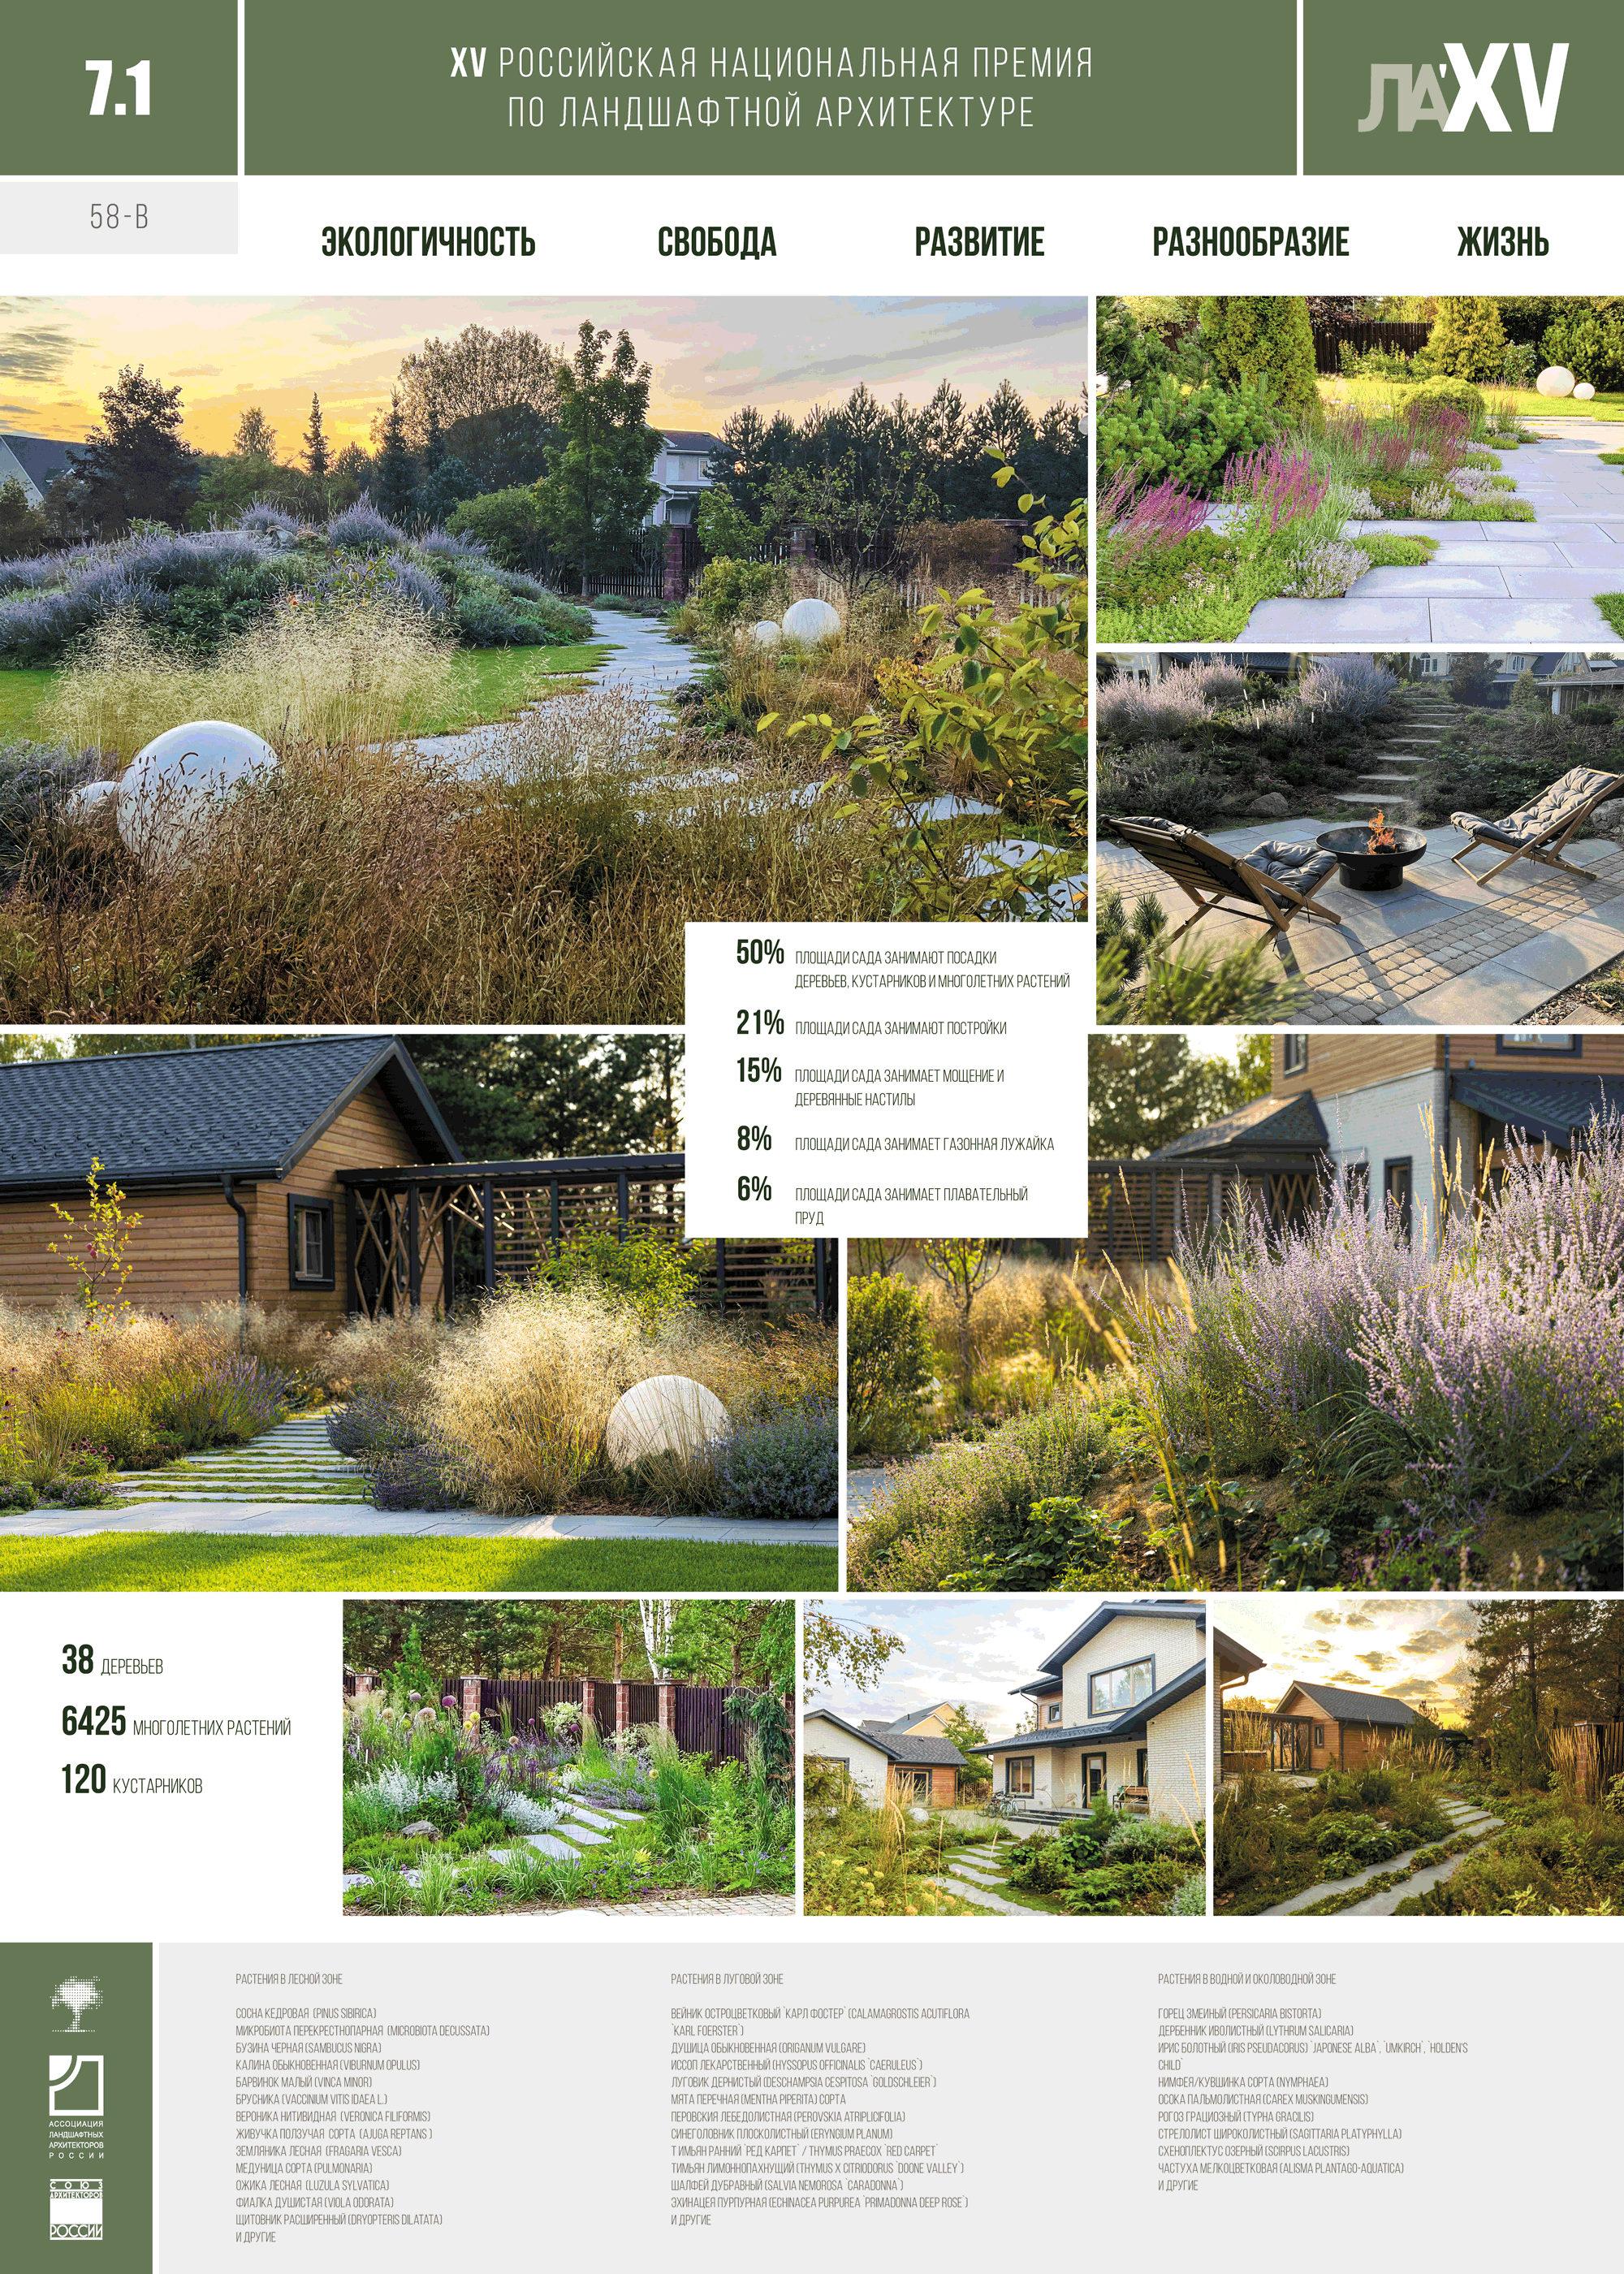 7.1
XV РОССИЙСКАЯ НАЦИОНАЛЬНАЯ ПРЕМИЯ
ПО ЛАНДШАФТНОЙ АРХИТЕКТУРЕ
ЛА'XV
58-В
ЭКОЛОГИЧНОСТЬ СВОБОДА РАЗВИТИЕ РАЗНООБРАЗИЕ ЖИЗНЬ
50% ПЛОЩАДИ САДА ЗАНИМАЮТ ПОСАДКИ
ДЕРЕВЬЕВ, КУСТАРНИКОВ И МНОГОЛЕТНИХ РАСТЕНИЙ
21% ПЛОЩАДИ САДА ЗАНИМАЮТ ПОСТРОЙКИ
15% ПЛОЩАДИ САДА ЗАНИМАЕТ МОЩЕНИЕ И
ДЕРЕВЯННЫЕ НАСТИЛЫ
8% ПЛОЩАДИ САДА ЗАНИМАЕТ ГАЗОННАЯ ЛУЖАЙКА
6% ПЛОЩАДИ САДА ЗАНИМАЕТ ПЛАВАТЕЛЬНЫЙ
ПРУД
38 ДЕРЕВЬЕВ
6425 МНОГОЛЕТНИХ РАСТЕНИЙ
120 КУСТАРНИКОВ
АССОЦИАЦИЯ
ЛАНДШАФТНЫХ
АРХИТЕКТОРОВ
РОССИИ
СОЮЗ
АРХИТЕКТОРОВ
РОССИИ
РАСТЕНИЯ В ЛЕСНОЙ ЗОНЕ
СОСНА КЕДРОВАЯ (PINUS SIBIRICA)
МИКРОБИОТА ПЕРЕКРЕСТНОПАРНАЯ (MICROBIOTA DECUSSATA)
БУЗИНА ЧЕРНАЯ (SAMBUCUS NIGRA)
КАЛИНА ОБЫКНОВЕННАЯ (VIBURNUM OPULUS)
БАРВИНОК МАЛЫЙ (VINCA MINOR)
БРУСНИКА (VACCINIUM VITIS IDAEA L.)
ВЕРОНИКА НИТИВИДНАЯ (VERONICA FILIFORMIS)
ЖИВУЧКА ПОЛЗУЧАЯ СОРТА (AJUGA REPTANS )
ЗЕМЛЯНИКА ЛЕСНАЯ (FRAGARIA VESCA)
МЕДУНИЦА СОРТА (PULMONARIA)
ОЖИКА ЛЕСНАЯ (LUZULA SYLVATICA)
ФИАЛКА ДУШИСТАЯ (VIOLA ODORATA)
ЩИТОВНИК РАСШИРЕННЫЙ (DRYOPTERIS DILATATA)
И ДРУГИЕ
РАСТЕНИЯ В ЛУГОВОЙ ЗОНЕ
ВЕЙНИК ОСТРОЦВЕТКОВЫЙ `КАРЛ ФОСТЕР` (CALAMAGROSTIS ACUTIFLORA
`KARL FOERSTER`)
ДУШИЦА ОБЫКНОВЕННАЯ (ORIGANUM VULGARE)
ИССОП ЛЕКАРСТВЕННЫЙ (HYSSOPUS OFFICINALIS `CAERULEUS`)
ЛУГОВИК ДЕРНИСТЫЙ (DESCHAMPSIA CESPITOSA `GOLDSCHLEIER`)
МЯТА ПЕРЕЧНАЯ (MENTHA PIPERITA) СОРТА
ПЕРОВСКИЯ ЛЕБЕДОЛИСТНАЯ (PEROVSKIA ATRIPLICIFOLIA)
СИНЕГОЛОВНИК ПЛОСКОЛИСТНЫЙ (ERYNGIUM PLANUM)
Т ИМЬЯН РАННИЙ `РЕД КАРПЕТ` / THYMUS PRAECOX `RED CARPET`
ТИМЬЯН ЛИМОННОПАХНУЩИЙ (THYMUS X CITRIODORUS `DOONE VALLEY`)
ШАЛФЕЙ ДУБРАВНЫЙ (SALVIA NEMOROSA `CARADONNA`)
ЭХИНАЦЕЯ ПУРПУРНАЯ (ECHINACEA PURPUREA `PRIMADONNA DEEP ROSE`)
И ДРУГИЕ
РАСТЕНИЯ В ВОДНОЙ И ОКОЛОВОДНОЙ ЗОНЕ
ГОРЕЦ ЗМЕИНЫЙ (PERSICARIA BISTORTA)
ДЕРБЕННИК ИВОЛИСТНЫЙ (LYTHRUM SALICARIA)
ИРИС БОЛОТНЫЙ (IRIS PSEUDACORUS) `JAPONESE ALBA`, `UMKIRCH`, `HOLDEN'S
CHILD`
НИМФЕЯ/КУВШИНКА СОРТА (NYMPHAEA)
ОСОКА ПАЛЬМОЛИСТНАЯ (CAREX MUSKINGUMENSIS)
РОГОЗ ГРАЦИОЗНЫЙ (TYPHA GRACILIS)
СТРЕЛОЛИСТ ШИРОКОЛИСТНЫЙ (SAGITTARIA PLATYPHYLLA)
СХЕНОПЛЕКТУС ОЗЕРНЫЙ (SCIRPUS LACUSTRIS)
ЧАСТУХА МЕЛКОЦВЕТКОВАЯ (ALISMA PLANTAGO-AQUATICA)
И ДРУГИЕ